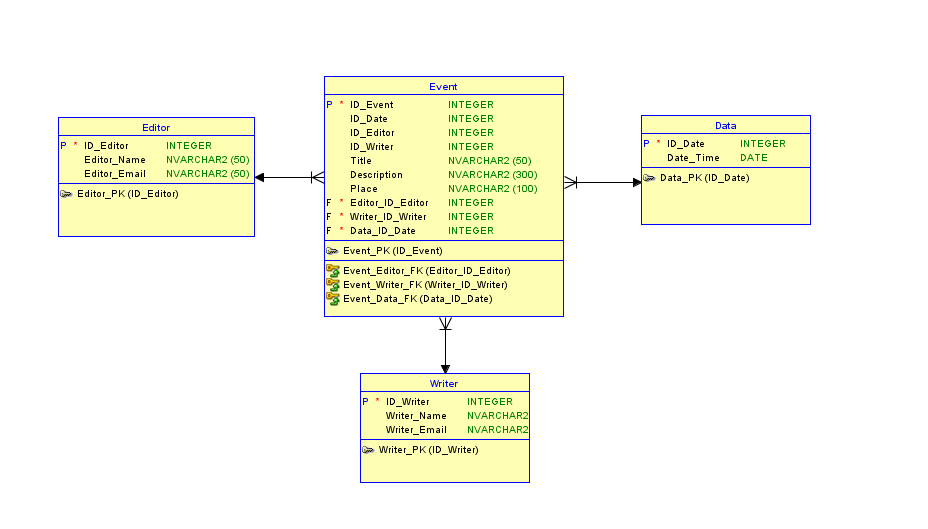 Event
P * ID_Event INTEGER
ID_Date INTEGER
ID_Editor INTEGER
ID_Writer INTEGER
Title NVARCHAR2 (50)
Description NVARCHAR2 (300)
Place NVARCHAR2 (100)
F * Editor_ID_Editor INTEGER
F * Writer_ID_Writer INTEGER
F * Data_ID_Date INTEGER
Event_PK (ID_Event)
Event_Editor_FK (Editor_ID_Editor)
Event_Writer_FK (Writer_ID_Writer)
Event_Data_FK (Data_ID_Date)
Editor
P * ID_Editor INTEGER
Editor_Name NVARCHAR2 (50)
Editor_Email NVARCHAR2 (50)
Editor_PK (ID_Editor)
Data
P * ID_Date INTEGER
Date_Time DATE
Data_PK (ID_Date)
Writer
P * ID_Writer INTEGER
Writer_Name NVARCHAR2
Writer_Email NVARCHAR2
Writer_PK (ID_Writer)